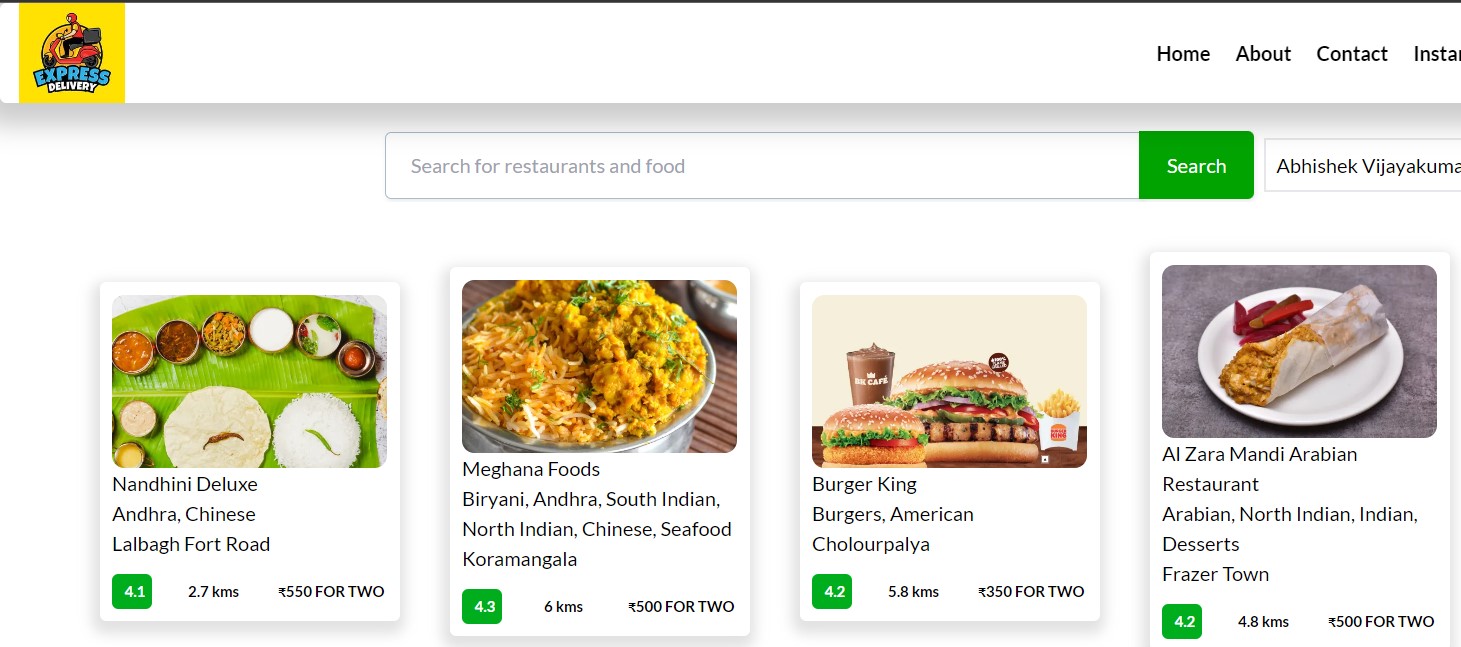 EXPRESS
DELIVERY
Home About Contact Instan
Search for restaurants and food
Search
Abhishek Vijayakuma
Nandhini Deluxe
Andhra, Chinese
Lalbagh Fort Road
4.1 2.7 kms ₹550 FOR TWO
Meghana Foods
Biryani, Andhra, South Indian,
North Indian, Chinese, Seafood
Koramangala
4.3 6 kms ₹500 FOR TWO
BK CAFÉ
BURGER
KING
Burger King
Burgers, American
Cholourpalya
4.2 5.8 kms ₹350 FOR TWO
Al Zara Mandi Arabian
Restaurant
Arabian, North Indian, Indian,
Desserts
Frazer Town
4.2 4.8 kms ₹500 FOR TWO